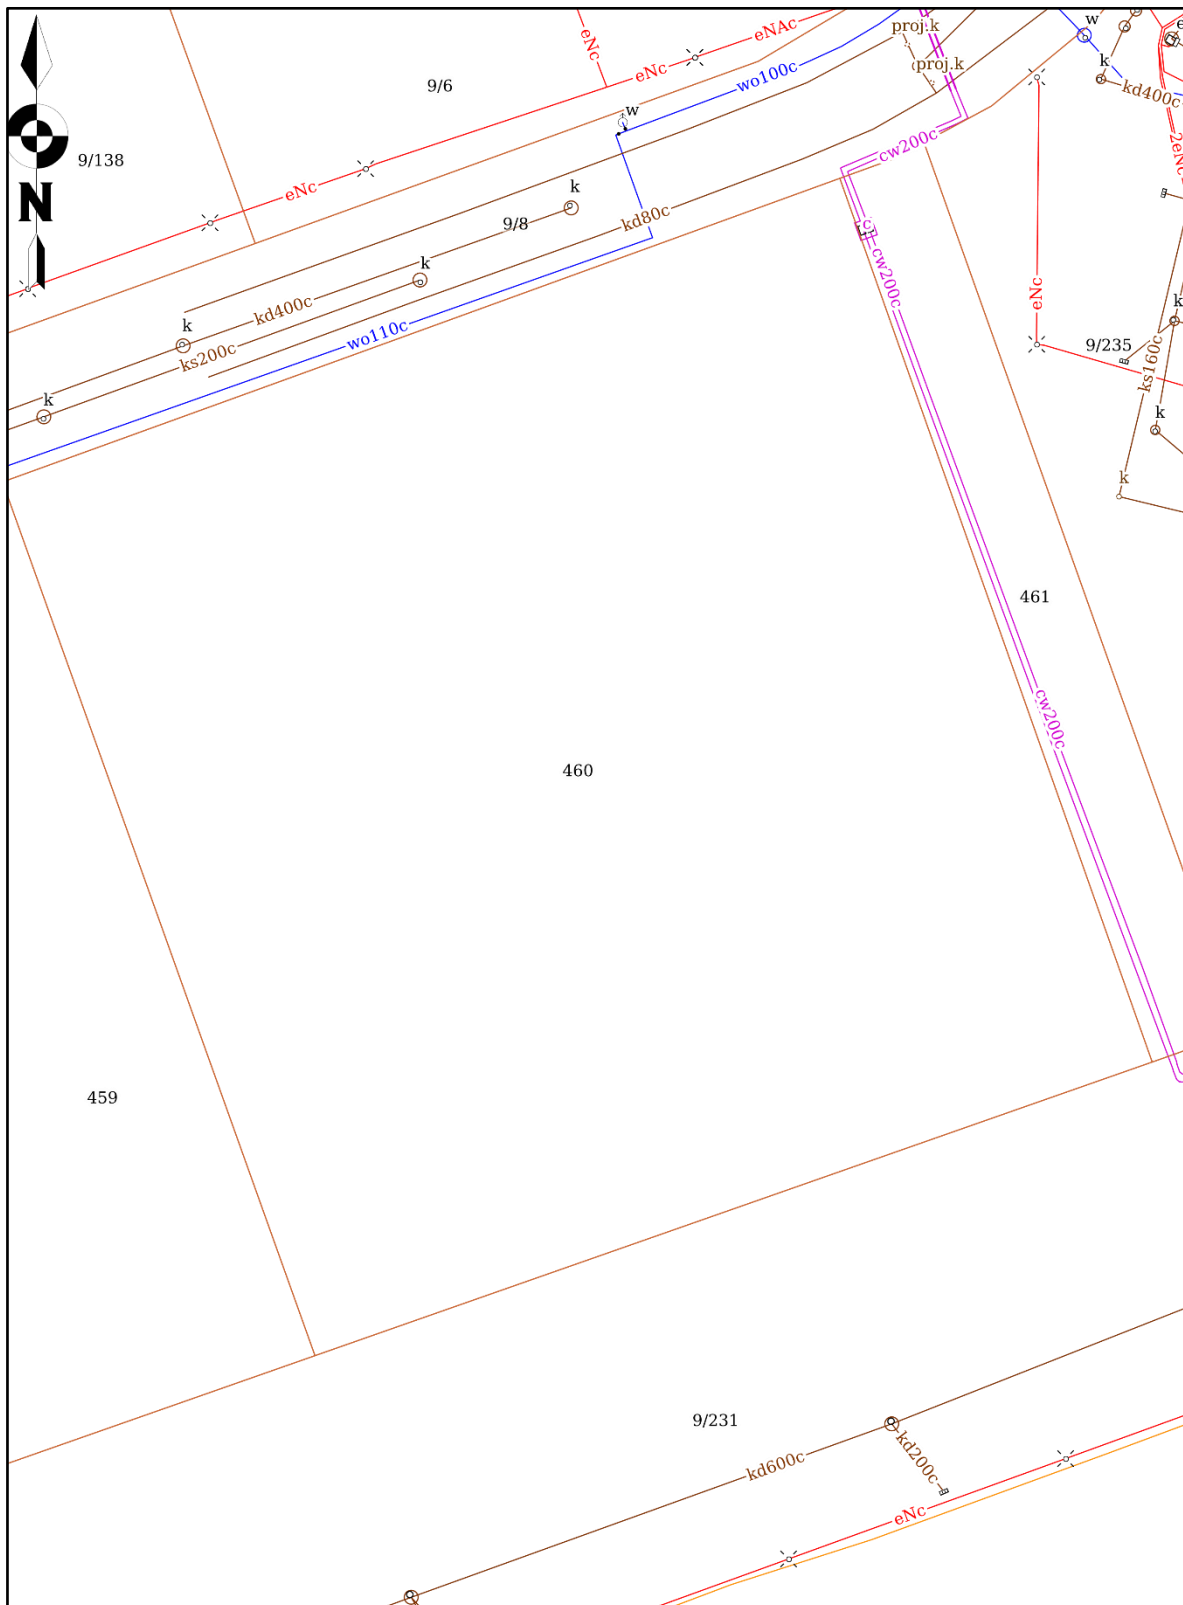 proj.k
w
e
eNAc
eNc
eNc
proj.k
k
wo100c
9/6
kd400c
w
2eNc
cw200c
9/138
eNc
k
N
kd80c
9/8
c
cw200c
k
eNc
k
kd400c
k
wo110c
9/235
ks200c
ks160c
k
k
k
461
cw200c
460
459
9/231
kd200c
kd600c
eNc